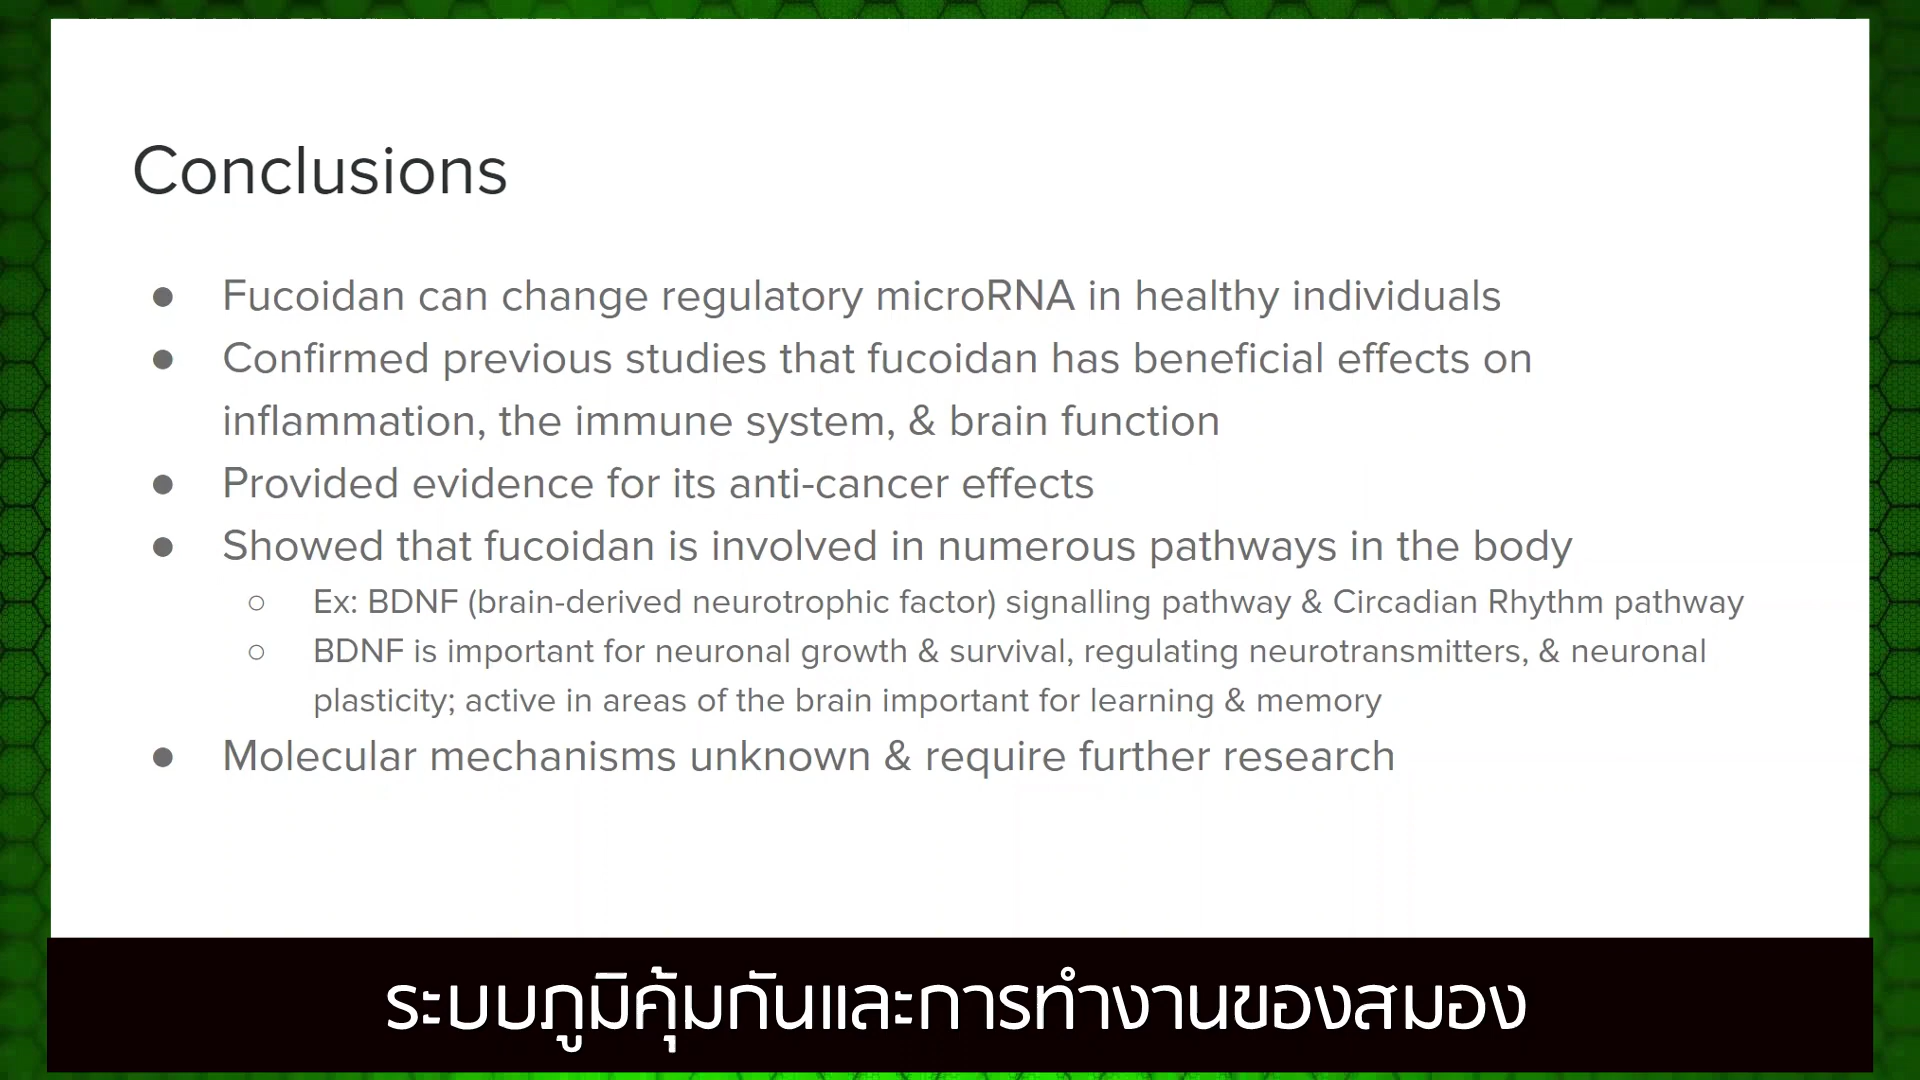 Conclusions
● Fucoidan can change regulatory microRNA in healthy individuals
● Confirmed previous studies that fucoidan has beneficial effects on
inflammation, the immune system, & brain function
● Provided evidence for its anti-cancer effects
● Showed that fucoidan is involved in numerous pathways in the body
○ Ex: BDNF (brain-derived neurotrophic factor) signalling pathway & Circadian Rhythm pathway
○ BDNF is important for neuronal growth & survival, regulating neurotransmitters, & neuronal
plasticity; active in areas of the brain important for learning & memory
● Molecular mechanisms unknown & require further research
ระบบภูมิคุ้มกันและการทำงานของสมอง